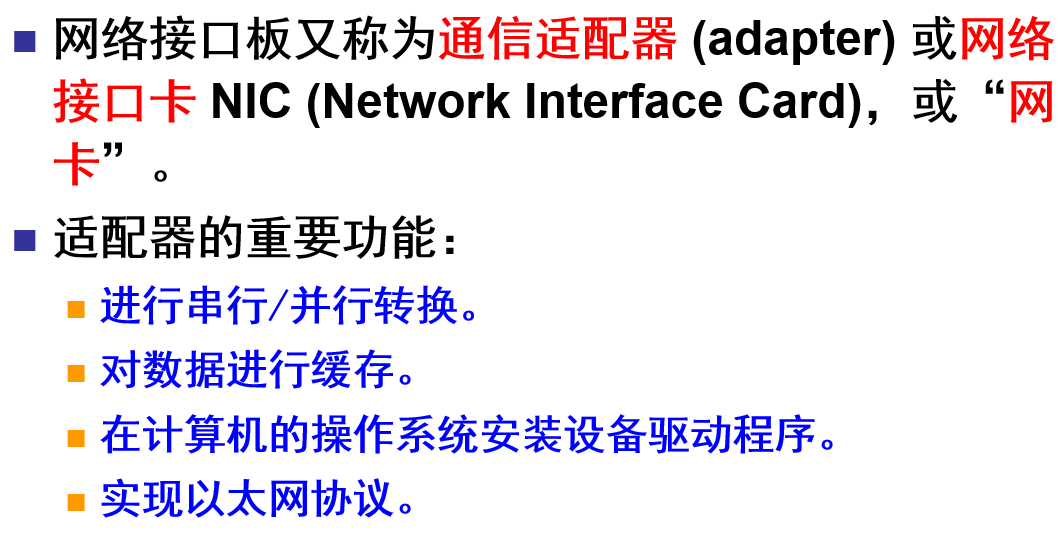 网络接口板又称为通信适配器 (adapter) 或网络
接口卡 NIC (Network Interface Card)，或“网
卡”。
适配器的重要功能：
进行串行/并行转换。
对数据进行缓存。
在计算机的操作系统安装设备驱动程序。
实现以太网协议。